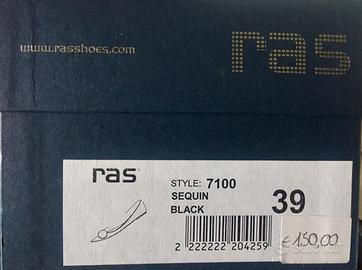 www.rasshoes.com
ras
ras
STYLE: 7100
SEQUIN
BLACK
39
2 222222 204259
€ 150,00